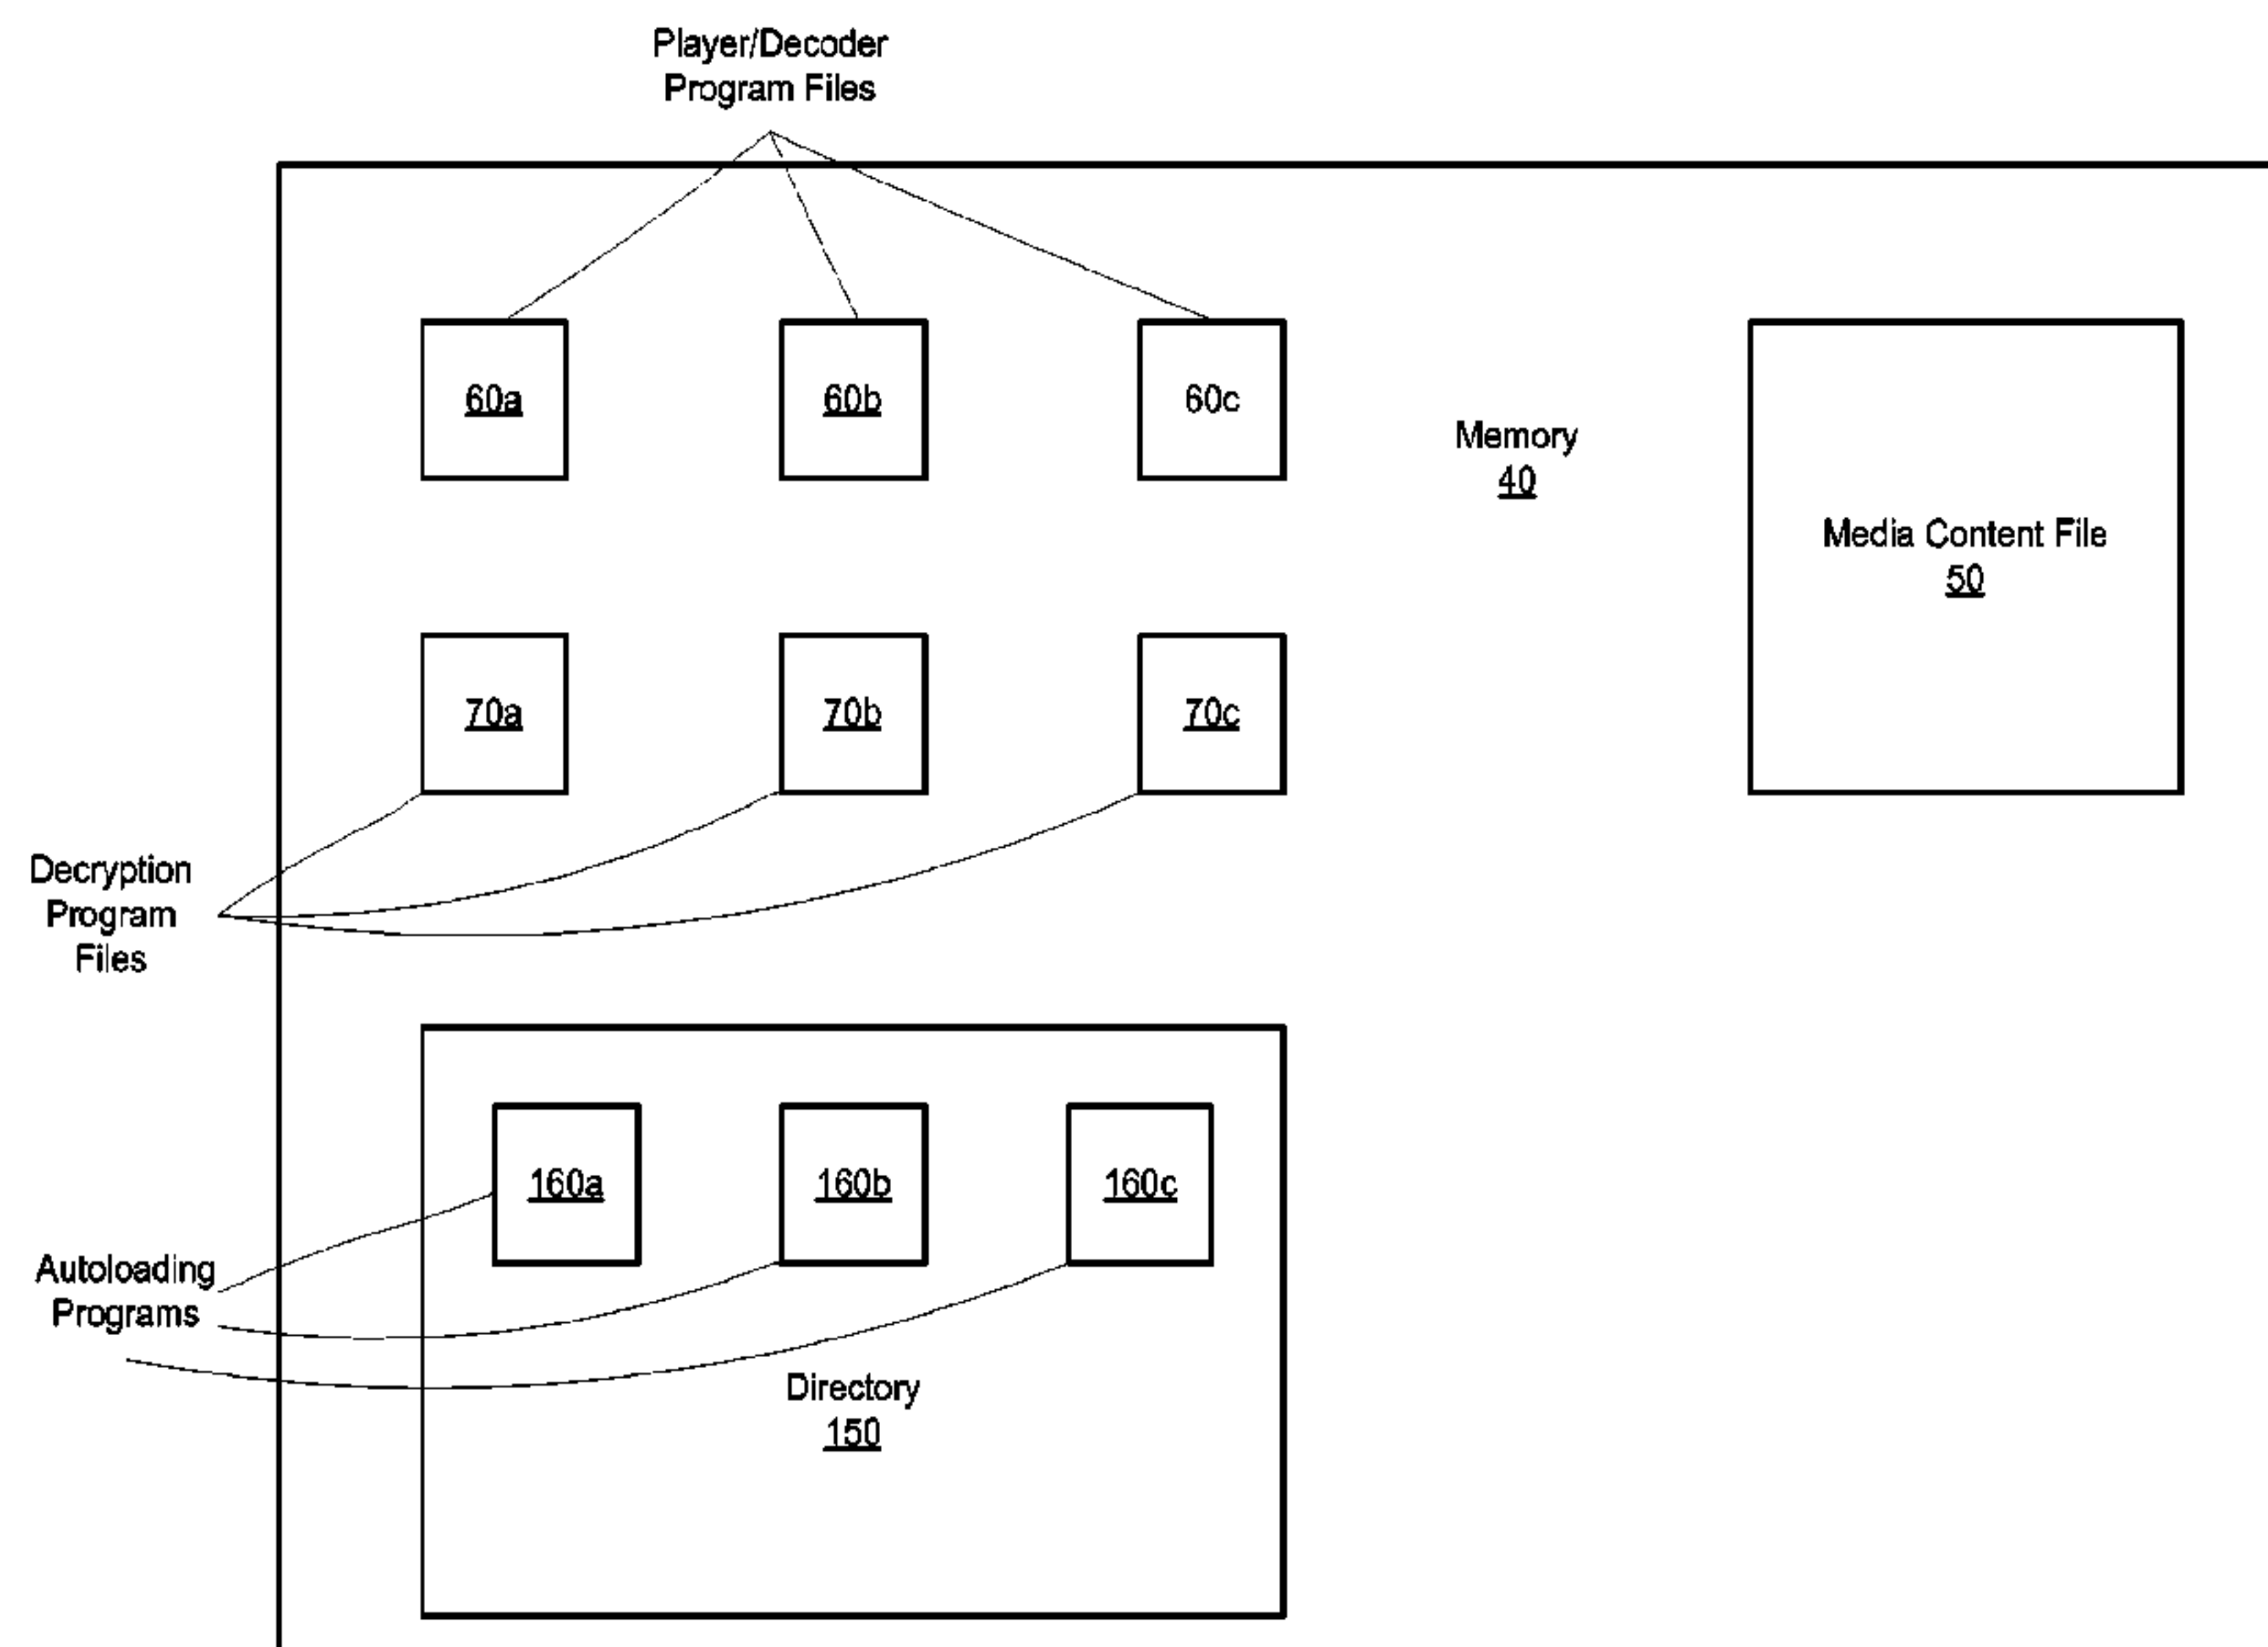 Player/Decoder
Program Files
60a
60b
60c
Memory
40
Media Content File
50
70a
70b
70c
Decryption
Program
Files
160a
160b
160c
Autoloading
Programs
Directory
150